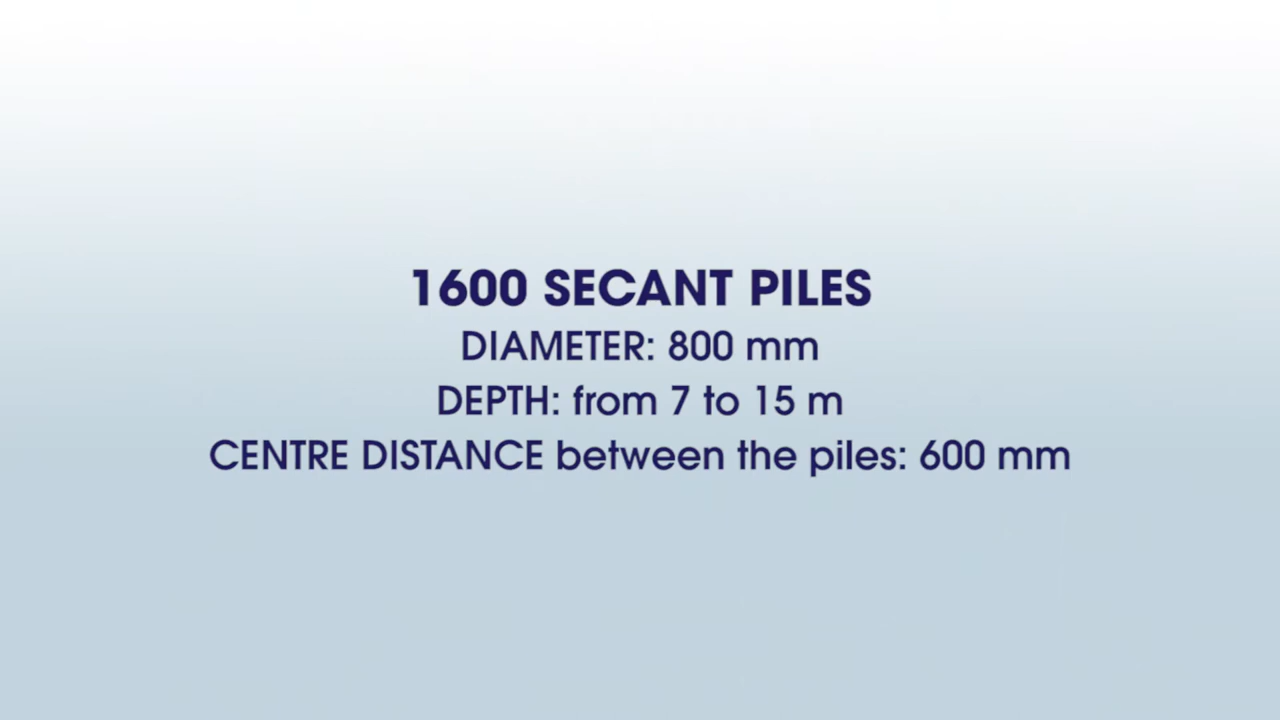 1600 SECANT PILES
DIAMETER: 800 mm
DEPTH: from 7 to 15 m
CENTRE DISTANCE between the piles: 600 mm